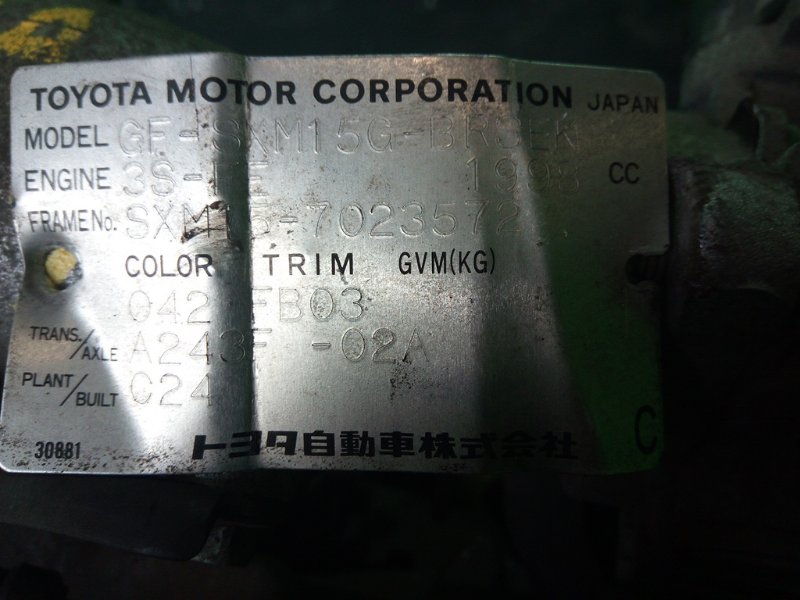 TOYOTA MOTOR CORPORATION JAPAN
MODEL GF-SXM15G-BRSEK
ENGINE 3S-FE 1998 CC
FRAME No. SXM15-7023572
COLOR TRIM GVM(KG)
042 FB03
TRANS./AXLE A243F -02A
PLANT/BUILT C24
30881 トヨタ自動車株式会社 C